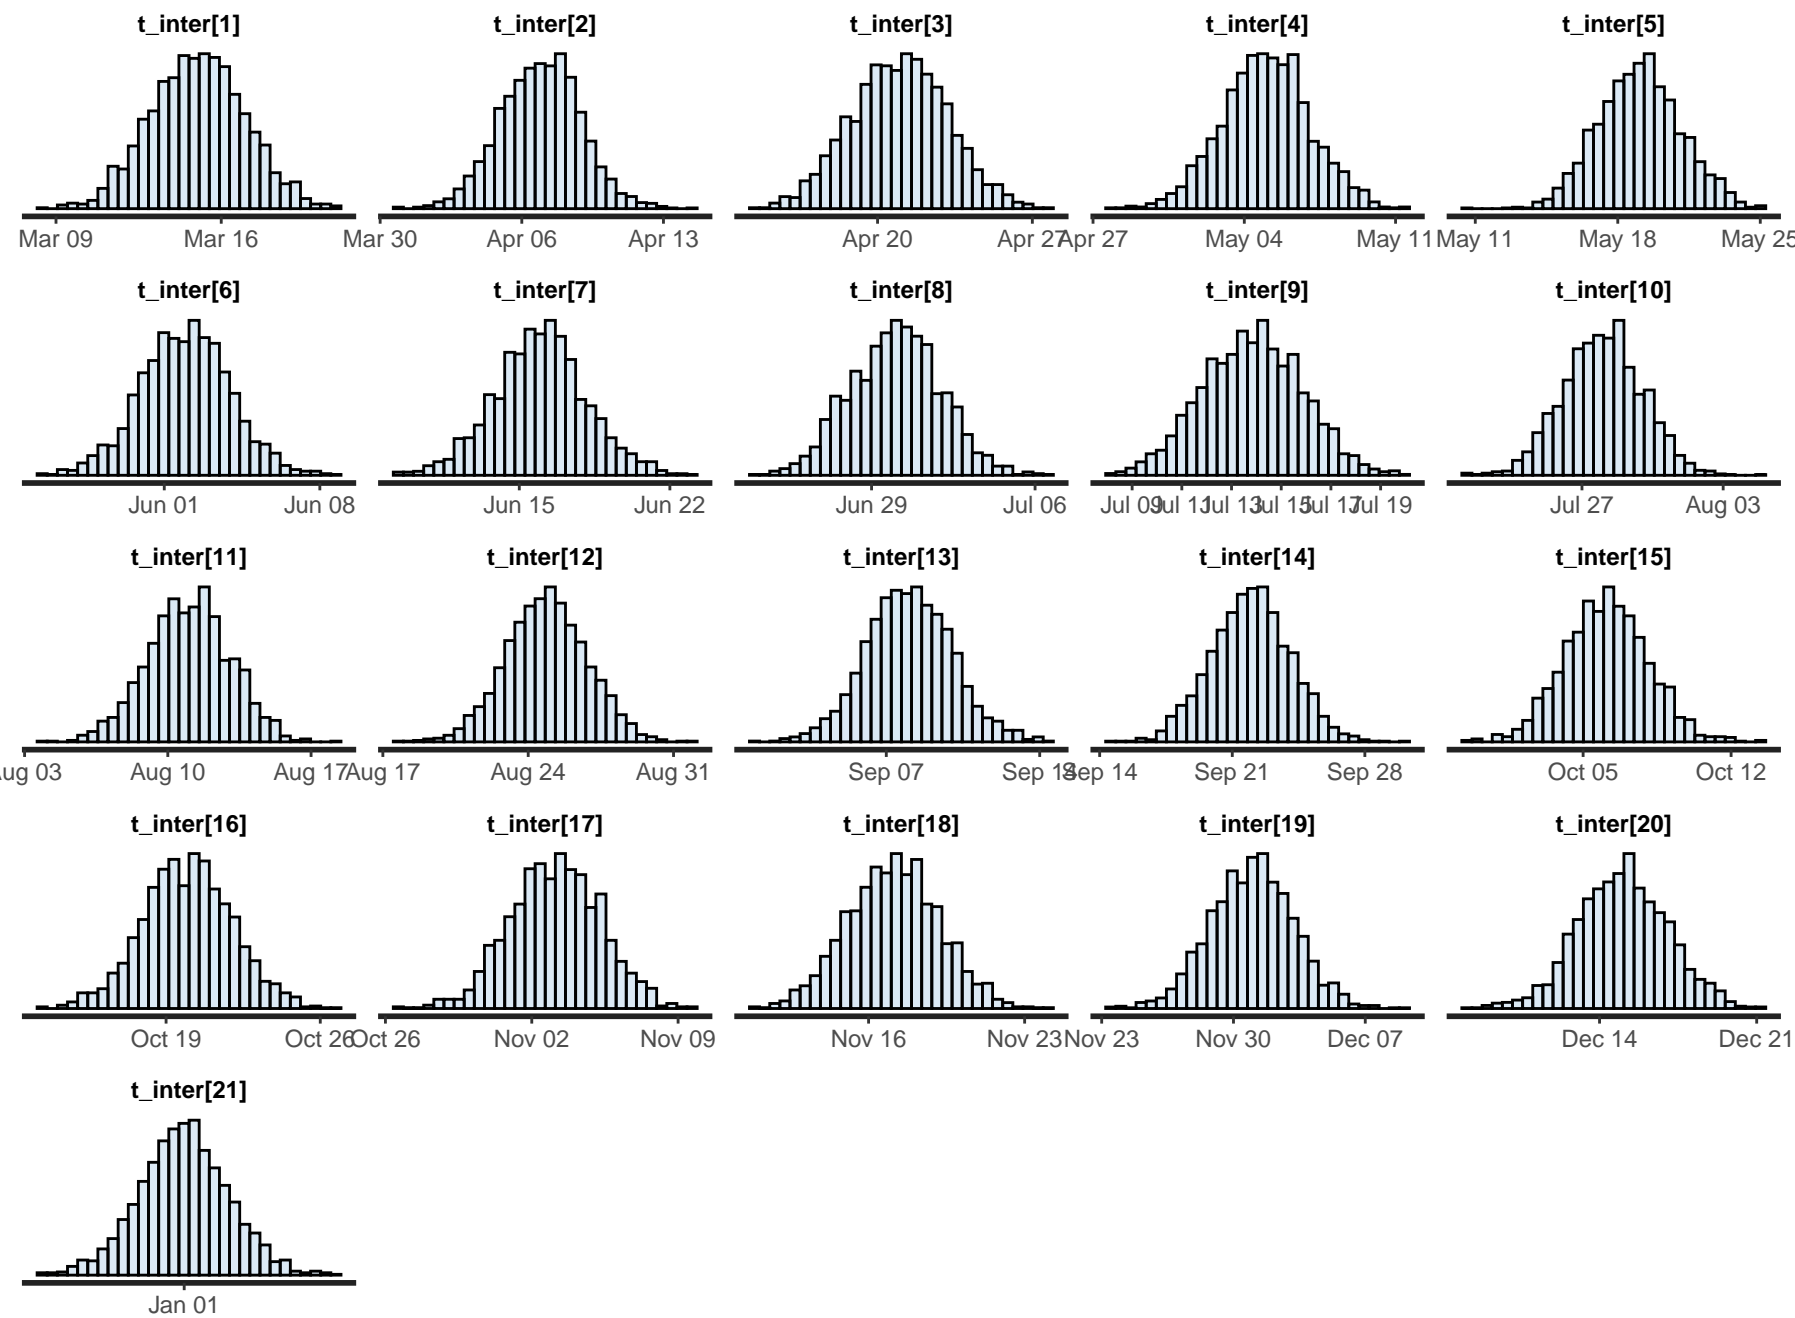 t_inter[1] t_inter[2] t_inter[3] t_inter[4] t_inter[5]
Mar 09 Mar 16 Mar 30 Apr 06 Apr 13 Apr 20 Apr 27 Apr 27 May 04 May 11 May 11 May 18 May 25
t_inter[6] t_inter[7] t_inter[8] t_inter[9] t_inter[10]
Jun 01 Jun 08 Jun 15 Jun 22 Jun 29 Jul 06 Jul 09 Jul 11 Jul 13 Jul 15 Jul 17 Jul 19 Jul 27 Aug 03
t_inter[11] t_inter[12] t_inter[13] t_inter[14] t_inter[15]
Aug 03 Aug 10 Aug 17 Aug 17 Aug 24 Aug 31 Sep 07 Sep 14 Sep 14 Sep 21 Sep 28 Oct 05 Oct 12
t_inter[16] t_inter[17] t_inter[18] t_inter[19] t_inter[20]
Oct 19 Oct 26 Oct 26 Nov 02 Nov 09 Nov 16 Nov 23 Nov 23 Nov 30 Dec 07 Dec 14 Dec 21
t_inter[21]
Jan 01